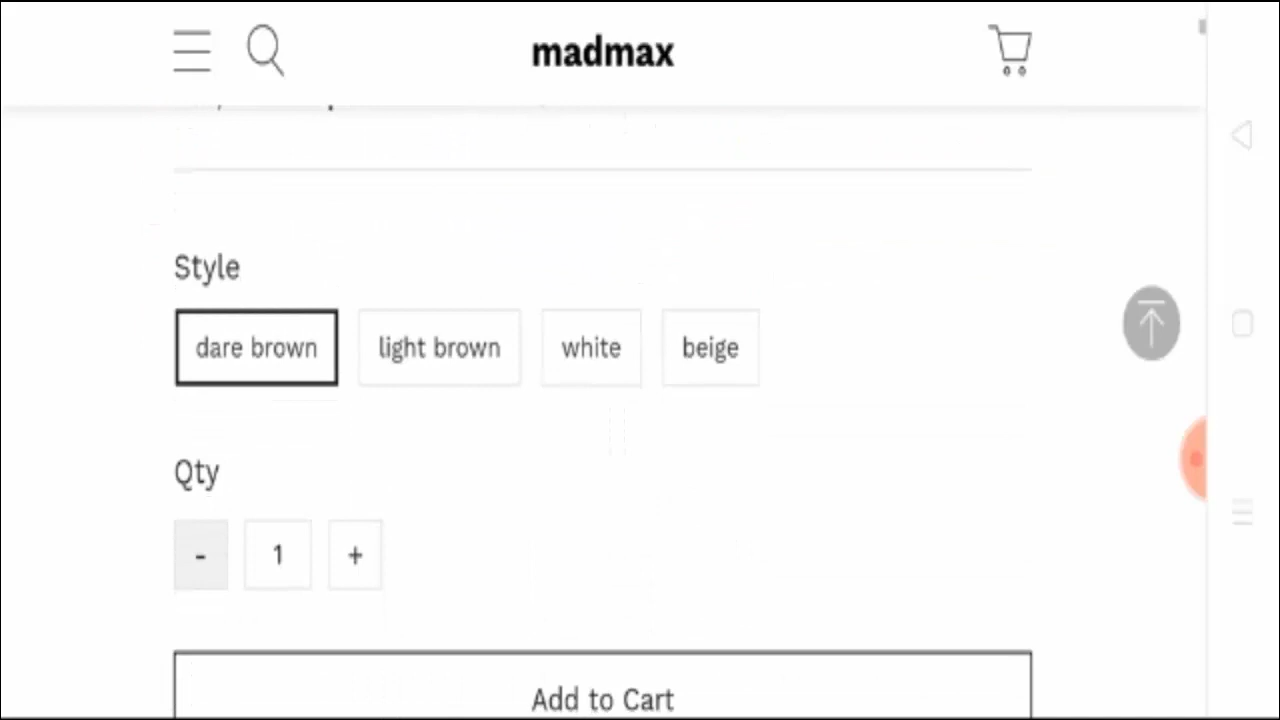 madmax
Style
dare brown light brown white beige
Qty
- 1 +
Add to Cart